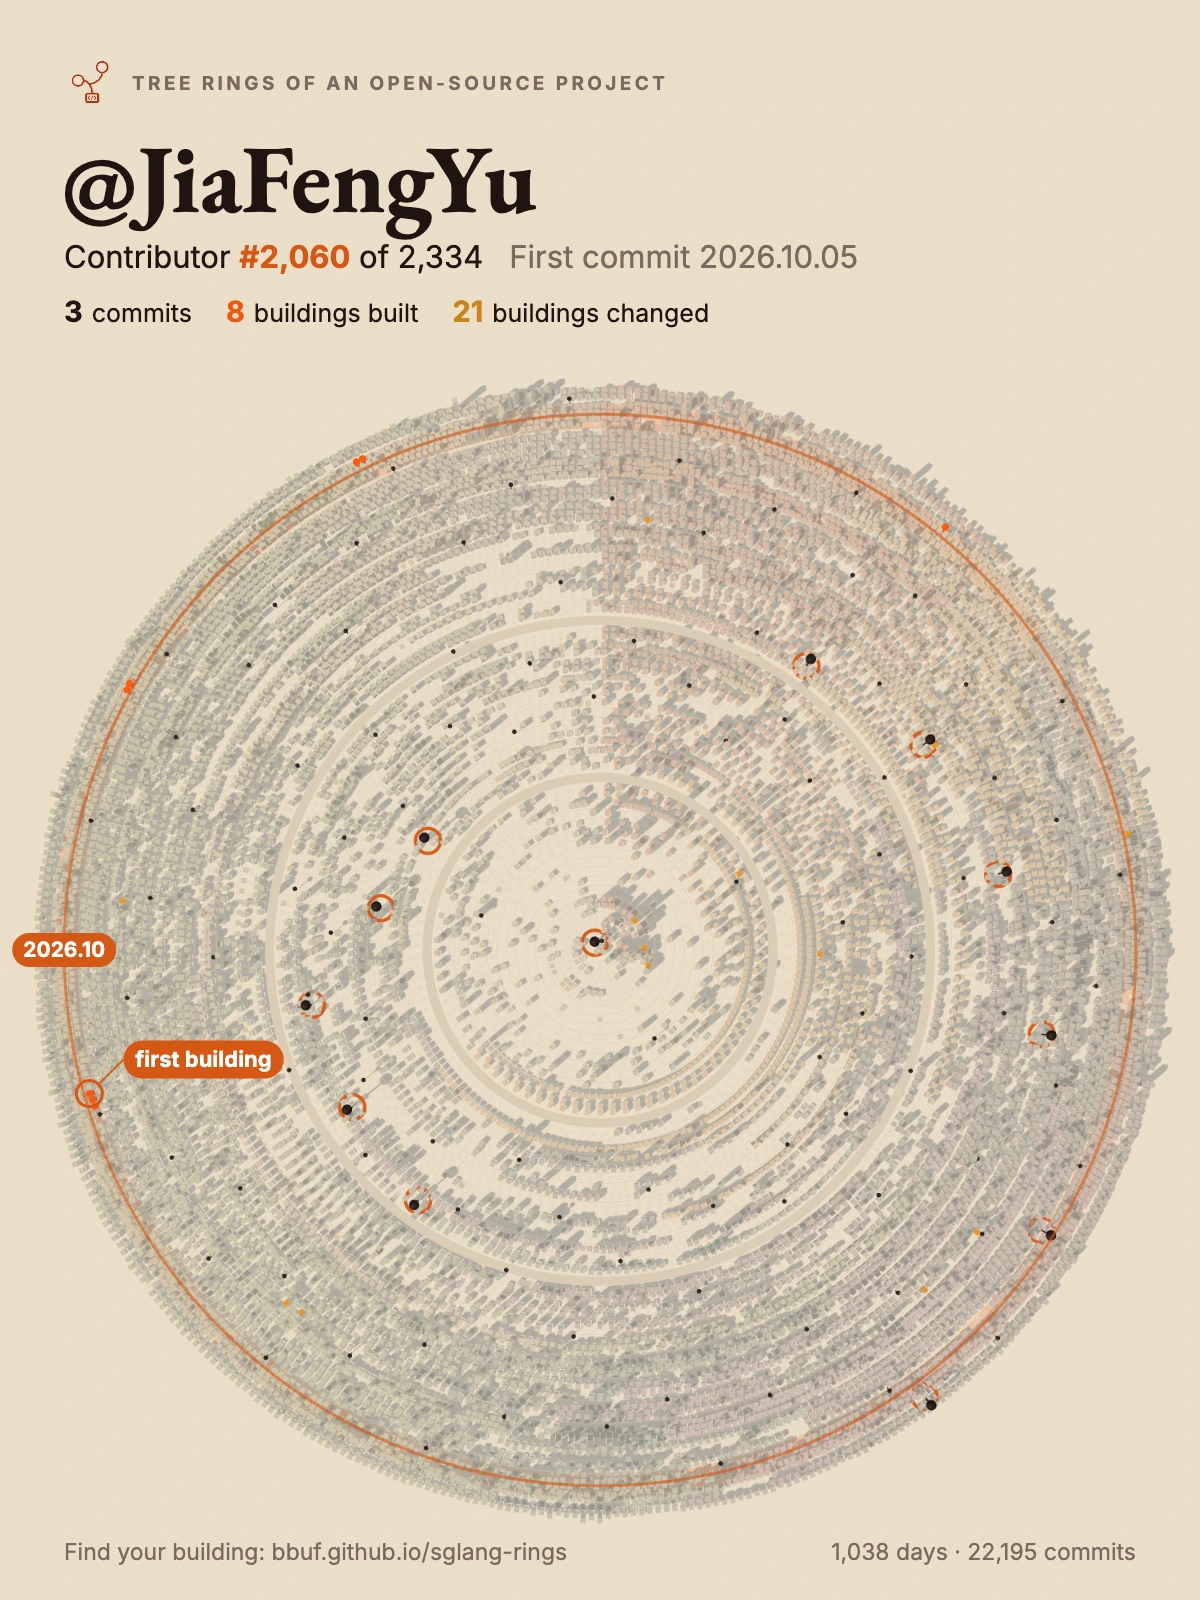 TREE RINGS OF AN OPEN-SOURCE PROJECT
@JiaFengYu
Contributor #2,060 of 2,334 First commit 2026.10.05
3 commits 8 buildings built 21 buildings changed
2026.10
first building
Find your building: bbuf.github.io/sglang-rings
1,038 days · 22,195 commits